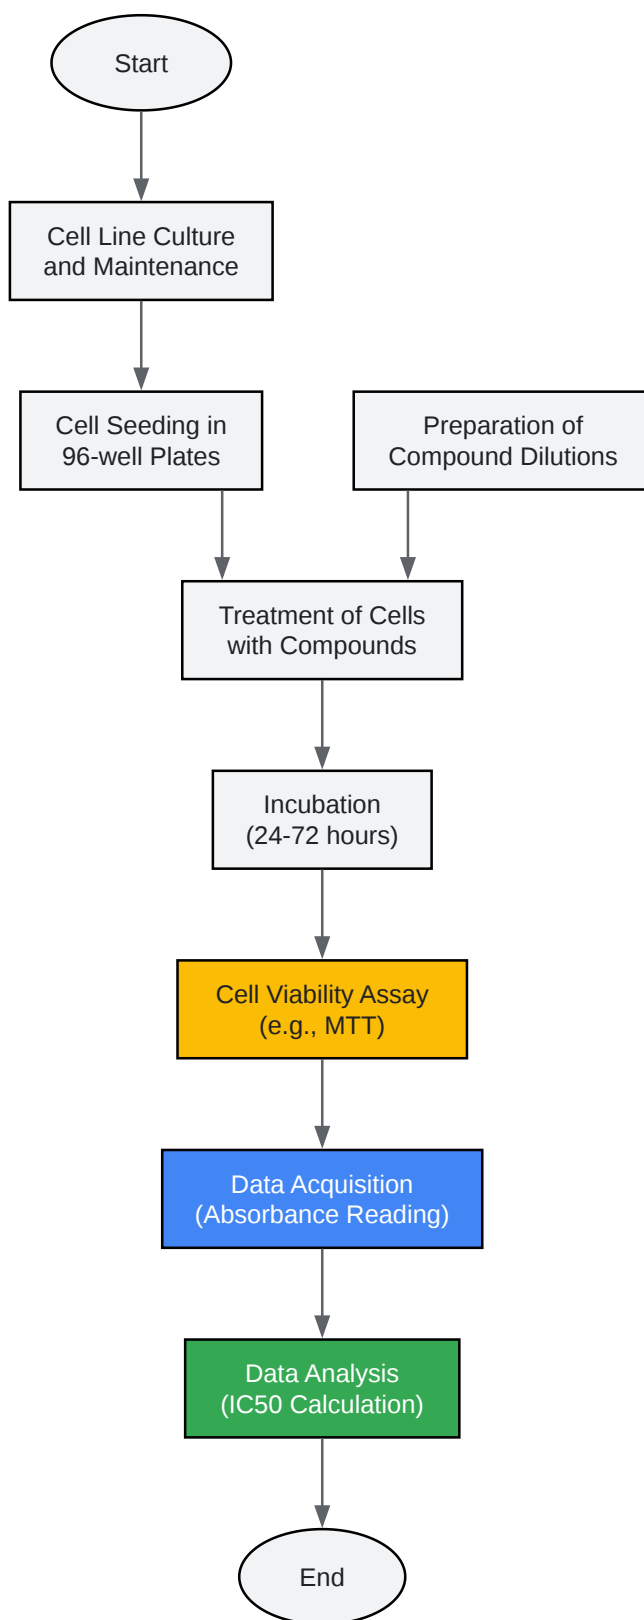 Start
Cell Line Culture
and Maintenance
Cell Seeding in
96-well Plates
Preparation of
Compound Dilutions
Treatment of Cells
with Compounds
Incubation
(24-72 hours)
Cell Viability Assay
(e.g., MTT)
Data Acquisition
(Absorbance Reading)
Data Analysis
(IC50 Calculation)
End